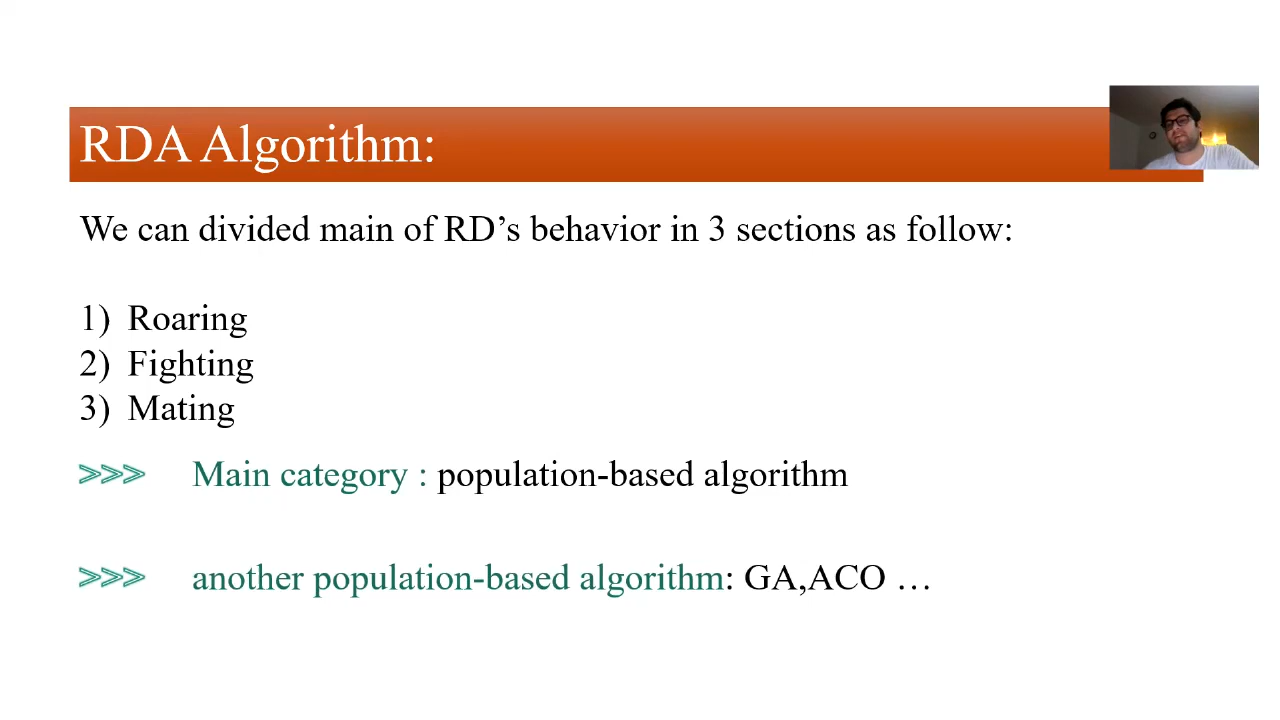 RDA Algorithm:
We can divided main of RD’s behavior in 3 sections as follow:
1) Roaring
2) Fighting
3) Mating
>>> Main category : population-based algorithm
>>> another population-based algorithm: GA,ACO …